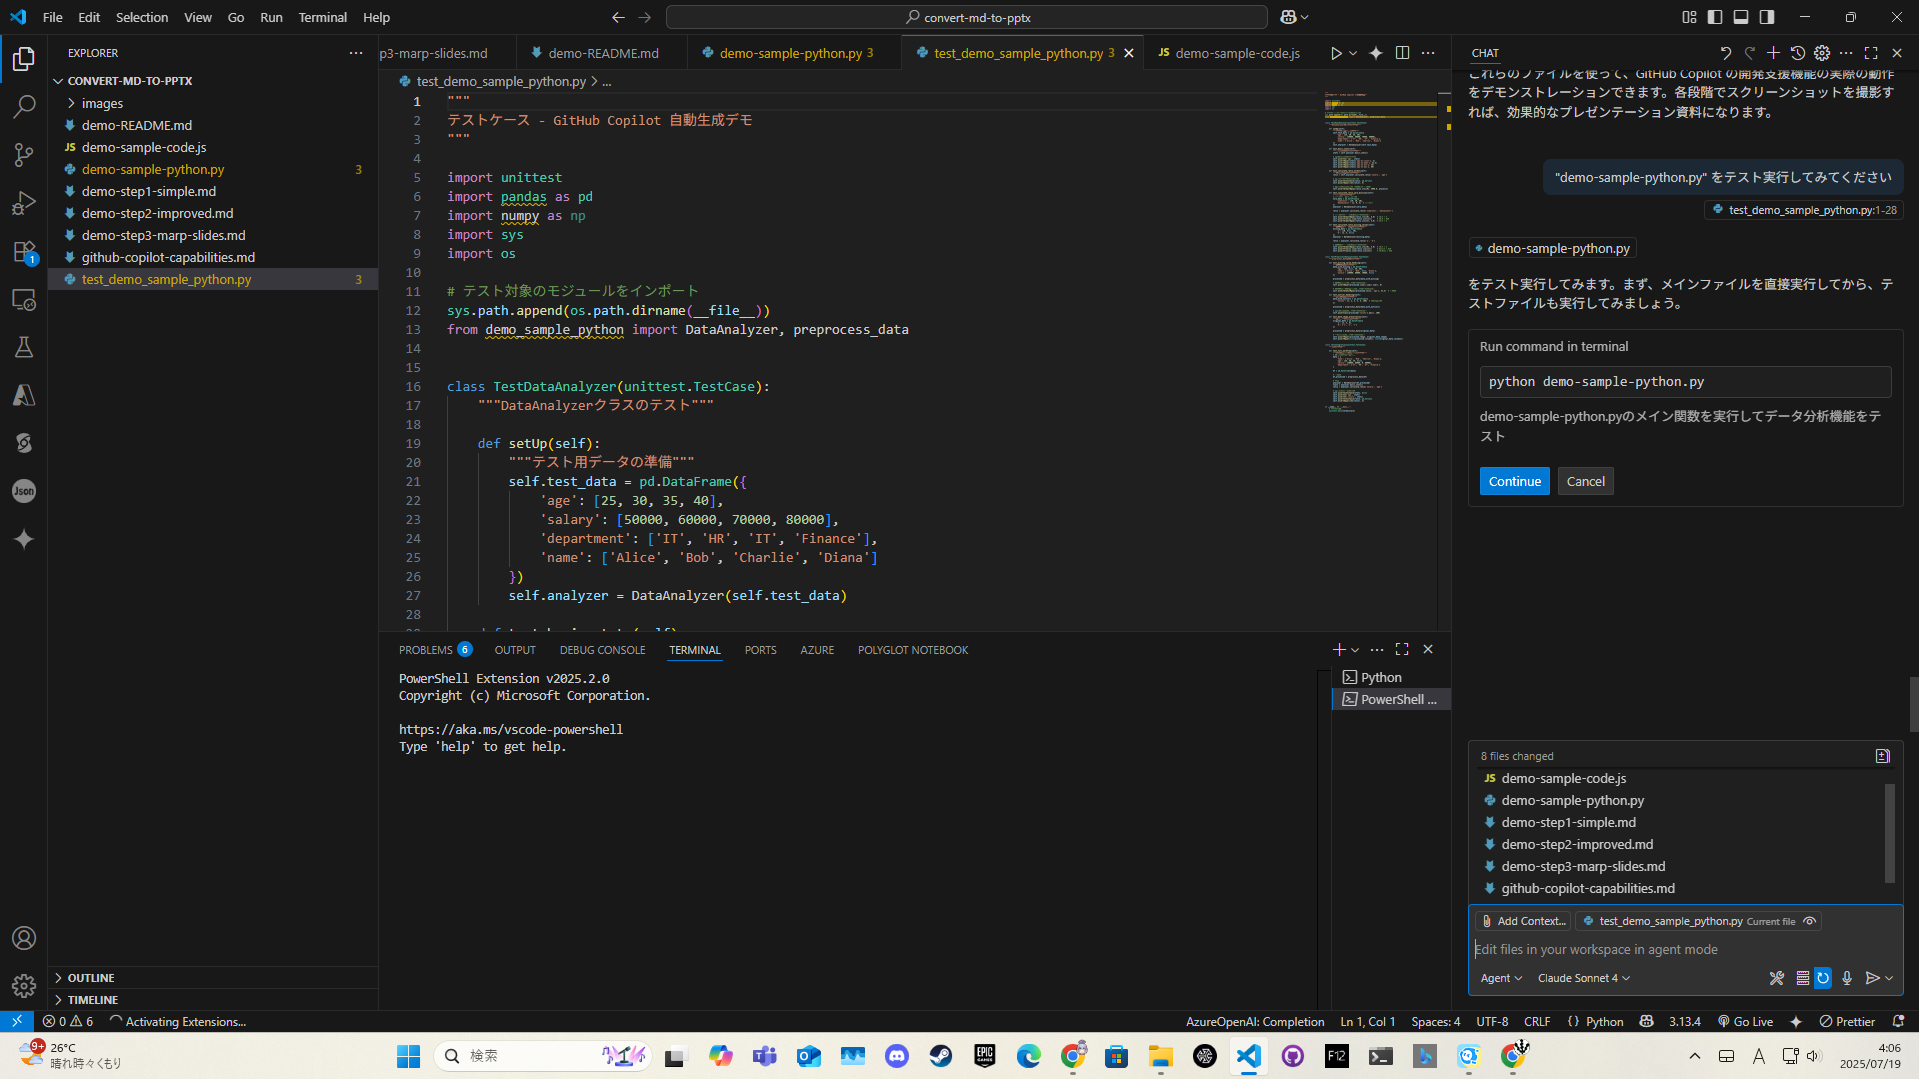 File Edit Selection View Go Run Terminal Help
convert-md-to-pptx
EXPLORER
CONVERT-MD-TO-PPTX
images
demo-README.md
demo-sample-code.js
demo-sample-python.py 3
demo-step1-simple.md
demo-step2-improved.md
demo-step3-marp-slides.md
github-copilot-capabilities.md
test_demo_sample_python.py 3
OUTLINE
TIMELINE
1
Json
p3-marp-slides.md
demo-README.md
demo-sample-python.py 3
test_demo_sample_python.py 3
JS demo-sample-code.js
test_demo_sample_python.py > ...
1 """
2 テストケース - GitHub Copilot 自動生成デモ
3 """
4
5 import unittest
6 import pandas as pd
7 import numpy as np
8 import sys
9 import os
10
11 # テスト対象のモジュールをインポート
12 sys.path.append(os.path.dirname(__file__))
13 from demo_sample_python import DataAnalyzer, preprocess_data
14
15
16 class TestDataAnalyzer(unittest.TestCase):
17 """DataAnalyzerクラスのテスト"""
18
19 def setUp(self):
20 """テスト用データの準備"""
21 self.test_data = pd.DataFrame({
22 'age': [25, 30, 35, 40],
23 'salary': [50000, 60000, 70000, 80000],
24 'department': ['IT', 'HR', 'IT', 'Finance'],
25 'name': ['Alice', 'Bob', 'Charlie', 'Diana']
26 })
27 self.analyzer = DataAnalyzer(self.test_data)
28
PROBLEMS 6 OUTPUT DEBUG CONSOLE TERMINAL PORTS AZURE POLYGLOT NOTEBOOK
PowerShell Extension v2025.2.0
Copyright (c) Microsoft Corporation.
https://aka.ms/vscode-powershell
Type 'help' to get help.
Python
PowerShell ...
CHAT
これらのファイルを使って、GitHub Copilot の開発支援機能の実際の動作
をデモンストレーションできます。各段階でスクリーンショットを撮影す
れば、効果的なプレゼンテーション資料になります。
"demo-sample-python.py" をテスト実行してみてください
test_demo_sample_python.py:1-28
demo-sample-python.py
をテスト実行してみます。まず、メインファイルを直接実行してから、テ
ストファイルも実行してみましょう。
Run command in terminal
python demo-sample-python.py
demo-sample-python.pyのメイン関数を実行してデータ分析機能をテ
スト
Continue Cancel
8 files changed
JS demo-sample-code.js
demo-sample-python.py
demo-step1-simple.md
demo-step2-improved.md
demo-step3-marp-slides.md
github-copilot-capabilities.md
Add Context...
test_demo_sample_python.py Current file
Edit files in your workspace in agent mode
Agent Claude Sonnet 4
0 6 Activating Extensions...
AzureOpenAI: Completion Ln 1, Col 1 Spaces: 4 UTF-8 CRLF {} Python 3.13.4 Go Live Prettier
9+
26°C
晴れ時々くもり
検索
EPIC GAMES
F12
A
4:06
2025/07/19